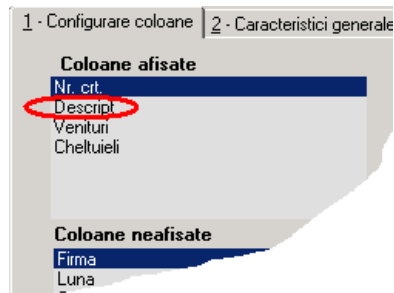 1 - Configurare coloane 2 - Caracteristici generale
Coloane afisate
Nr. crt.
Descript
Venituri
Cheltuieli
Coloane neafisate
Firma
Luna